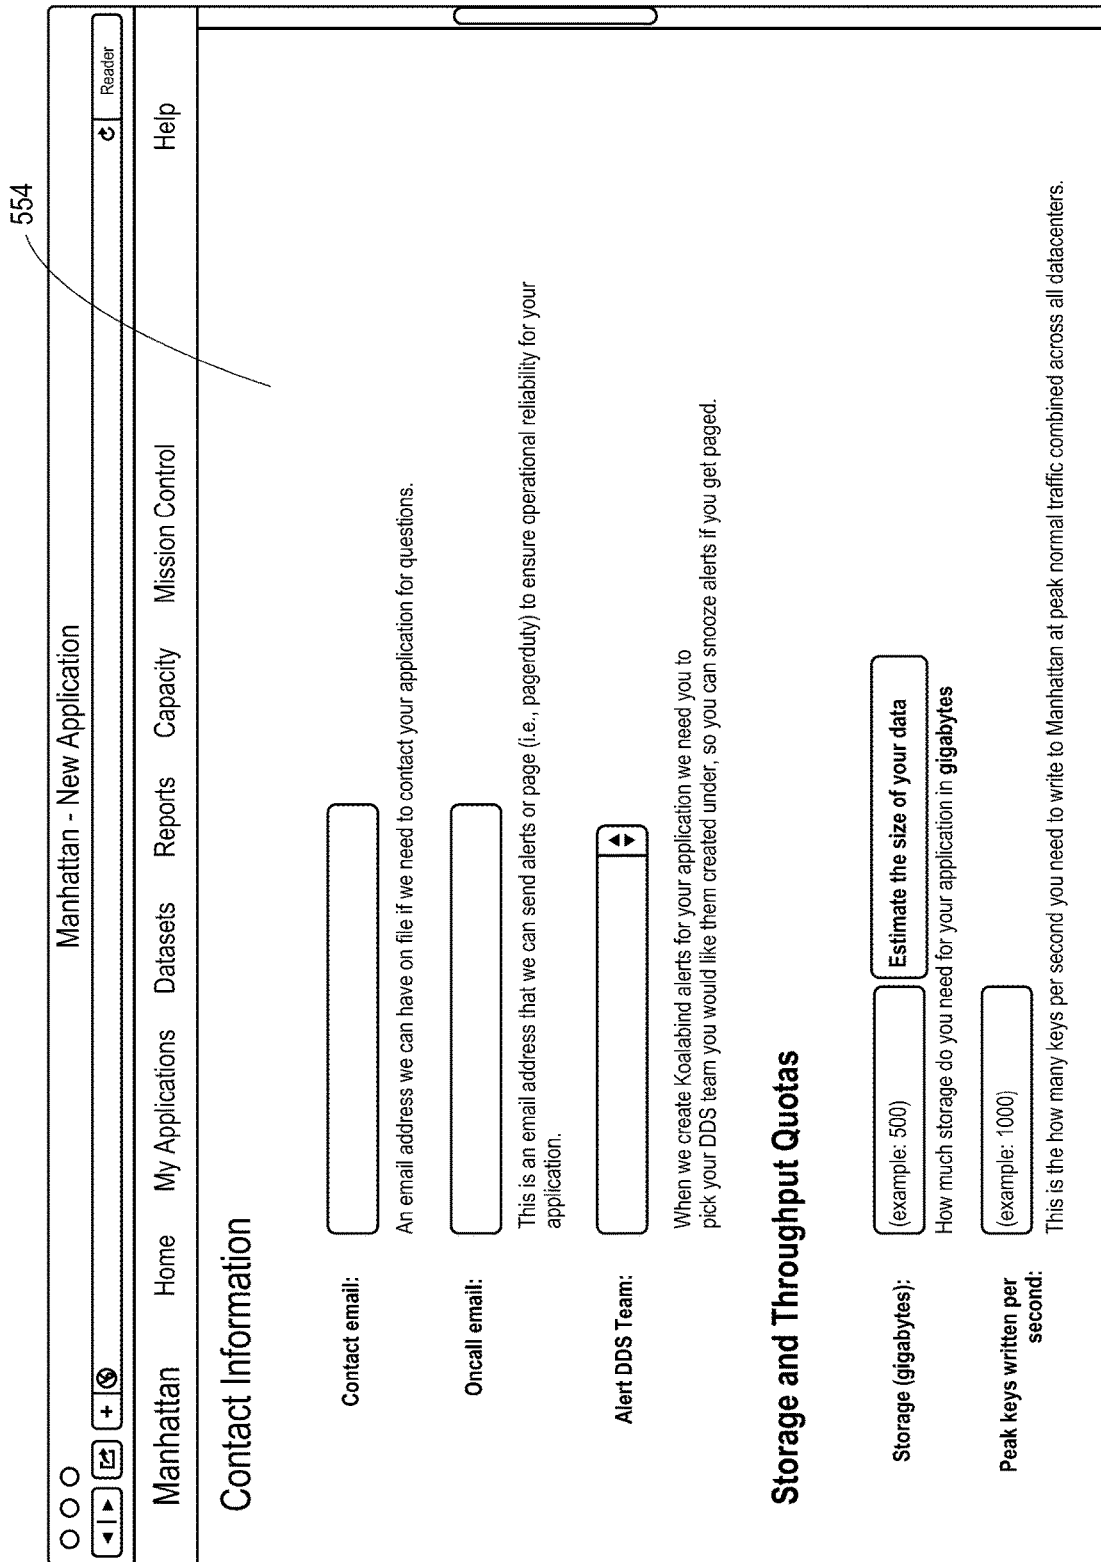 554
Manhattan - New Application
Reader
Manhattan Home My Applications Datasets Reports Capacity Mission Control Help
Contact Information
Contact email:
An email address we can have on file if we need to contact your application for questions.
Oncall email:
This is an email address that we can send alerts or page (i.e., pagerduty) to ensure operational reliability for your
application.
Alert DDS Team:
When we create Koalabind alerts for your application we need you to
pick your DDS team you would like them created under, so you can snooze alerts if you get paged.
Storage and Throughput Quotas
Storage (gigabytes): (example: 500) Estimate the size of your data
How much storage do you need for your application in gigabytes
Peak keys written per
second:
(example: 1000)
This is the how many keys per second you need to write to Manhattan at peak normal traffic combined across all datacenters.